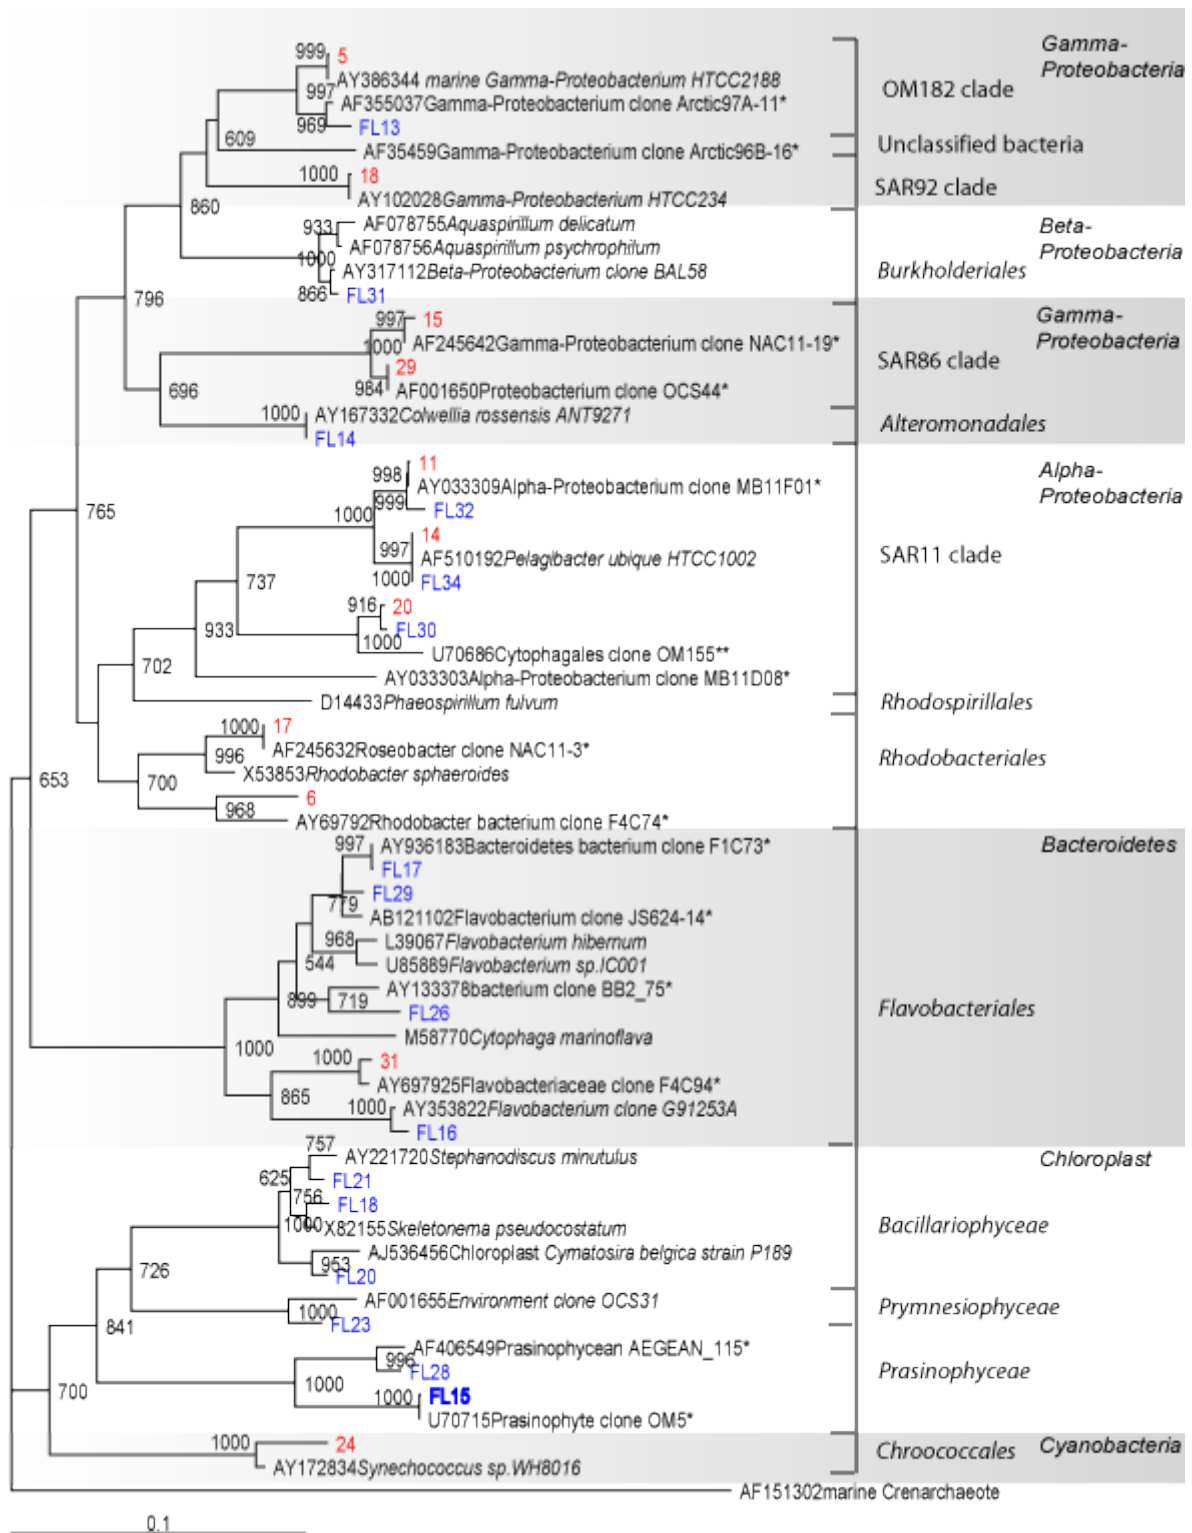 999 5 Gamma-
AY386344 marine Gamma-Proteobacterium HTCC2188 Proteobacteria
997 OM182 clade
AF355037Gamma-Proteobacterium clone Arctic97A-11*
969 FL13
609 Unclassified bacteria
AF35459Gamma-Proteobacterium clone Arctic96B-16*
1000 18
SAR92 clade
AY102028Gamma-Proteobacterium HTCC234
860
933 AF078755Aquaspirillum delicatum Beta-
AF078756Aquaspirillum psychrophilum Proteobacteria
1000 AY317112Beta-Proteobacterium clone BAL58 Burkholderiales
866 FL31
796
997 15 Gamma-
1000 AF245642Gamma-Proteobacterium clone NAC11-19* Proteobacteria
29 SAR86 clade
984 AF001650Proteobacterium clone OCS44*
696
1000 AY167332Colwellia rossensis ANT9271 Alteromonadales
FL14
11 Alpha-
998 AY033309Alpha-Proteobacterium clone MB11F01* Proteobacteria
999 FL32
765 1000
14
997 AF510192Pelagibacter ubique HTCC1002 SAR11 clade
1000 FL34
737
916 20
933 FL30
1000 U70686Cytophagales clone OM155**
702
AY033303Alpha-Proteobacterium clone MB11D08*
D14433Phaeospirillum fulvum Rhodospirillales
1000 17
AF245632Roseobacter clone NAC11-3* Rhodobacteriales
996
X53853Rhodobacter sphaeroides
653 700
6
968 AY69792Rhodobacter bacterium clone F4C74*
997 AY936183Bacteroidetes bacterium clone F1C73* Bacteroidetes
FL17
FL29
779 AB121102Flavobacterium clone JS624-14*
968 L39067Flavobacterium hibernum
544 U85889Flavobacterium sp.IC001
AY133378bacterium clone BB2_75*
899 719 FL26 Flavobacteriales
M58770Cytophaga marinoflava
1000
1000 31
AY697925Flavobacteriaceae clone F4C94*
865
1000 AY353822Flavobacterium clone G91253A
FL16
757 AY221720Stephanodiscus minutulus Chloroplast
625 FL21
756 FL18
1000 X82155Skeletonema pseudocostatum Bacillariophyceae
AJ536456Chloroplast Cymatosira belgica strain P189
953
726 FL20
AF001655Environment clone OCS31
1000 Prymnesiophyceae
841 FL23
AF406549Prasinophycean AEGEAN_115*
996 FL28 Prasinophyceae
1000
700 1000 FL15
U70715Prasinophyte clone OM5*
1000 24 Chroococcales Cyanobacteria
AY172834Synechococcus sp.WH8016
AF151302marine Crenarchaeote
0.1